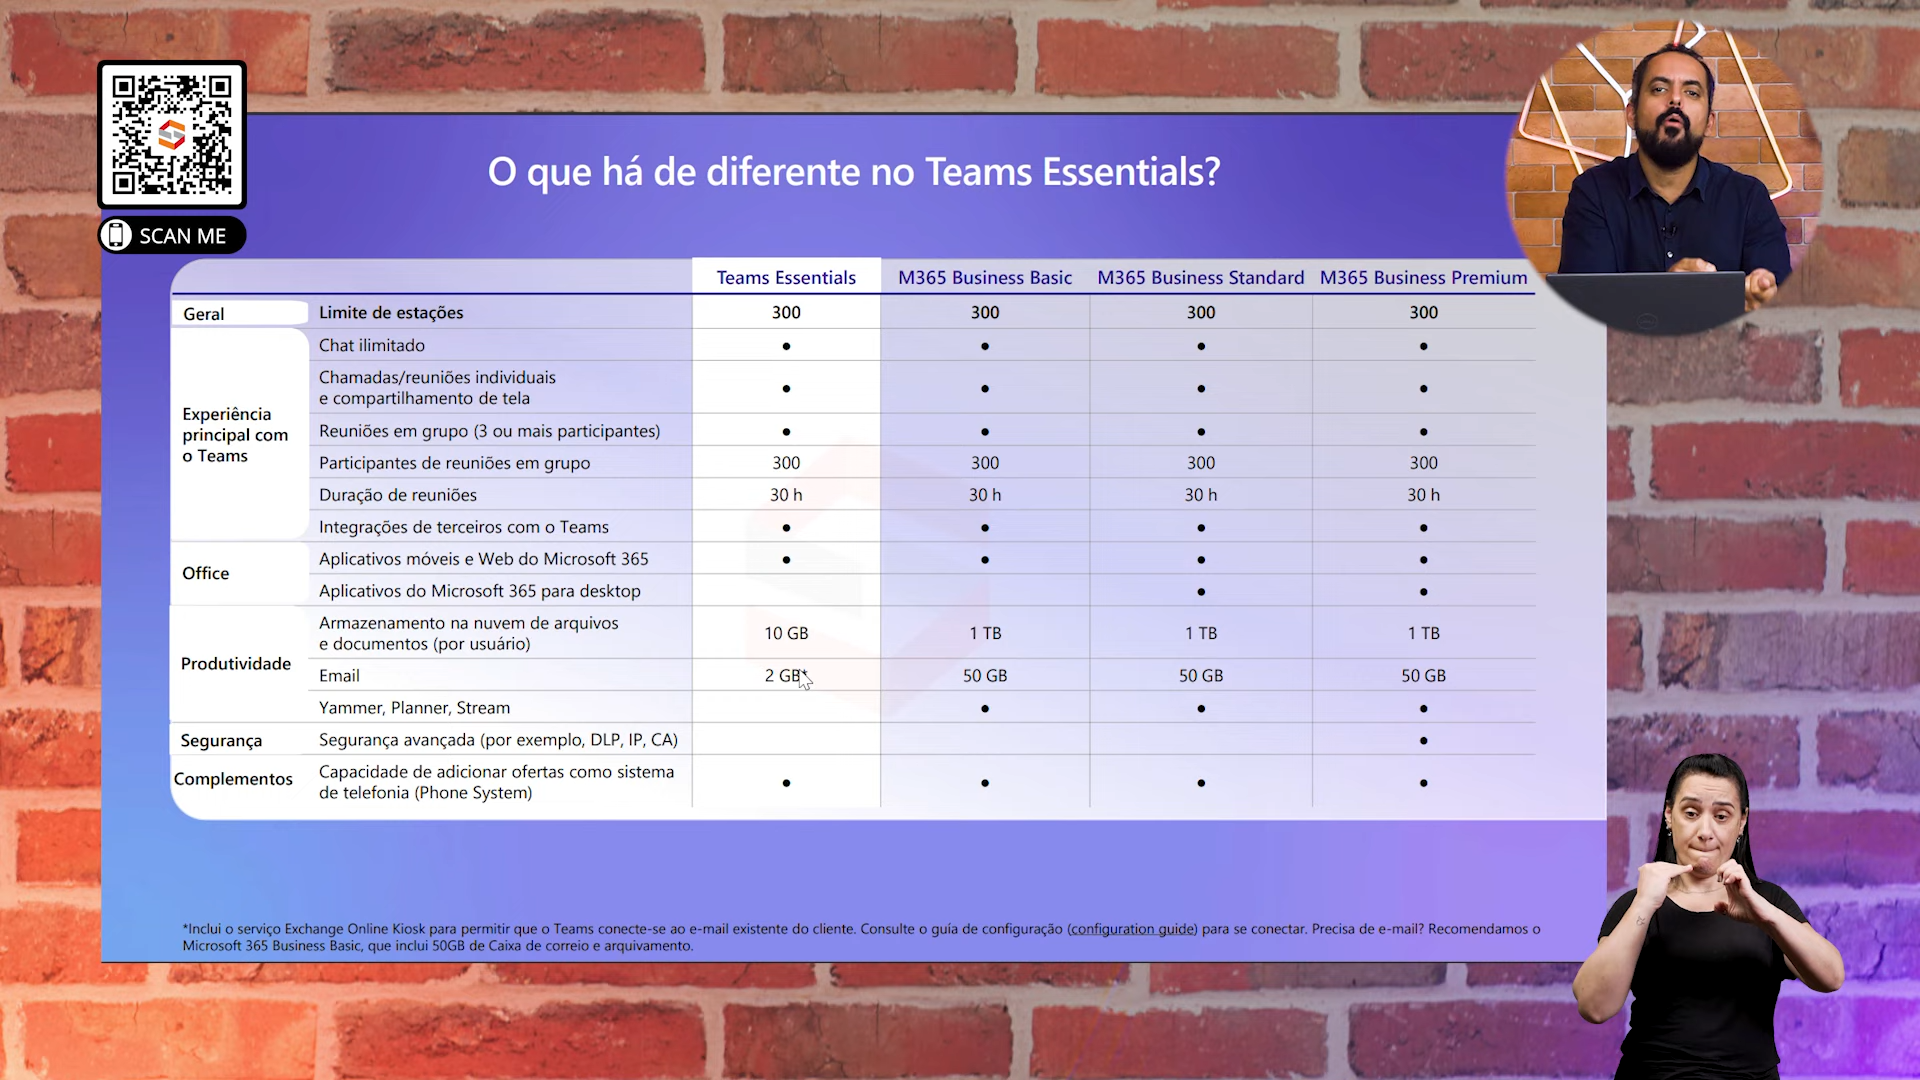 SCAN ME
O que há de diferente no Teams Essentials?
Teams Essentials M365 Business Basic M365 Business Standard M365 Business Premium
Geral Limite de estações 300 300 300 300
Experiência principal com o Teams
Chat ilimitado • • • •
Chamadas/reuniões individuais
e compartilhamento de tela • • • •
Reuniões em grupo (3 ou mais participantes) • • • •
Participantes de reuniões em grupo 300 300 300 300
Duração de reuniões 30 h 30 h 30 h 30 h
Integrações de terceiros com o Teams • • • •
Office
Aplicativos móveis e Web do Microsoft 365 • • • •
Aplicativos do Microsoft 365 para desktop • •
Produtividade
Armazenamento na nuvem de arquivos
e documentos (por usuário) 10 GB 1 TB 1 TB 1 TB
Email 2 GB* 50 GB 50 GB 50 GB
Yammer, Planner, Stream • • •
Segurança Segurança avançada (por exemplo, DLP, IP, CA) •
Complementos
Capacidade de adicionar ofertas como sistema
de telefonia (Phone System) • • • •
*Inclui o serviço Exchange Online Kiosk para permitir que o Teams conecte-se ao e-mail existente do cliente. Consulte o guía de configuração (configuration guide) para se conectar. Precisa de e-mail? Recomendamos o
Microsoft 365 Business Basic, que inclui 50GB de Caixa de correio e arquivamento.